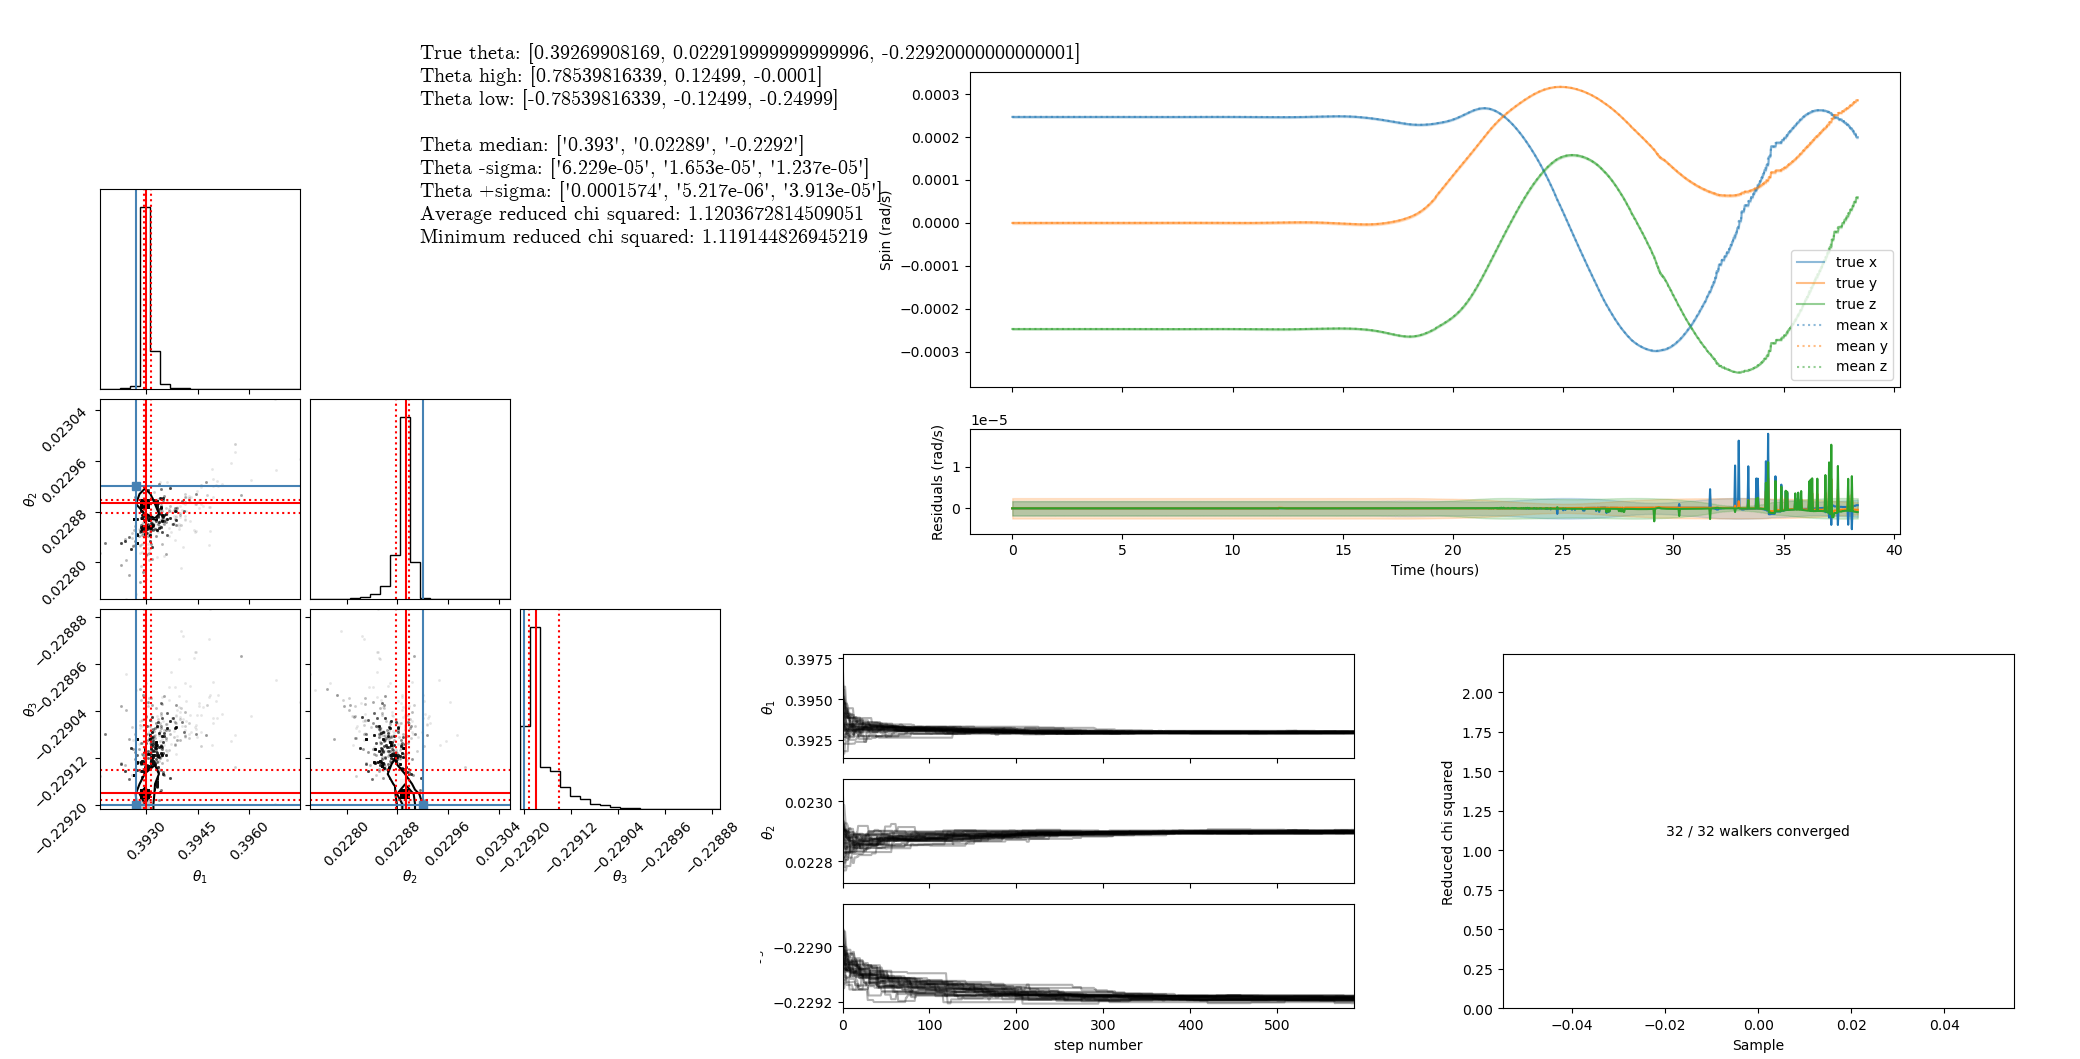 True theta: [0.39269908169, 0.022919999999999996, -0.22920000000000001]
Theta high: [0.78539816339, 0.12499, -0.0001]
Theta low: [-0.78539816339, -0.12499, -0.24999]
Theta median: ['0.393', '0.02289', '-0.2292']
Theta -sigma: ['6.229e-05', '1.653e-05', '1.237e-05']
Theta +sigma: ['0.0001574', '5.217e-06', '3.913e-05']
Average reduced chi squared: 1.1203672814509051
Minimum reduced chi squared: 1.119144826945219
θ2
0.02304
0.02296
0.02288
0.02280
θ3
−0.22888
−0.22896
−0.22904
−0.22912
−0.22920
0.3930 0.3945 0.3960
θ1
0.02280 0.02288 0.02296 0.02304
θ2
−0.22920 −0.22912 −0.22904 −0.22896 −0.22888
θ3
Spin (rad/s)
0.0003
0.0002
0.0001
0.0000
−0.0001
−0.0002
−0.0003
true x
true y
true z
mean x
mean y
mean z
1e−5
Residuals (rad/s)
1
0
0 5 10 15 20 25 30 35 40
Time (hours)
θ1
0.3975
0.3950
0.3925
θ2
0.0230
0.0228
−0.2290
−0.2292
0 100 200 300 400 500
step number
Reduced chi squared
2.00
1.75
1.50
1.25
1.00
0.75
0.50
0.25
0.00
32 / 32 walkers converged
−0.04 −0.02 0.00 0.02 0.04
Sample